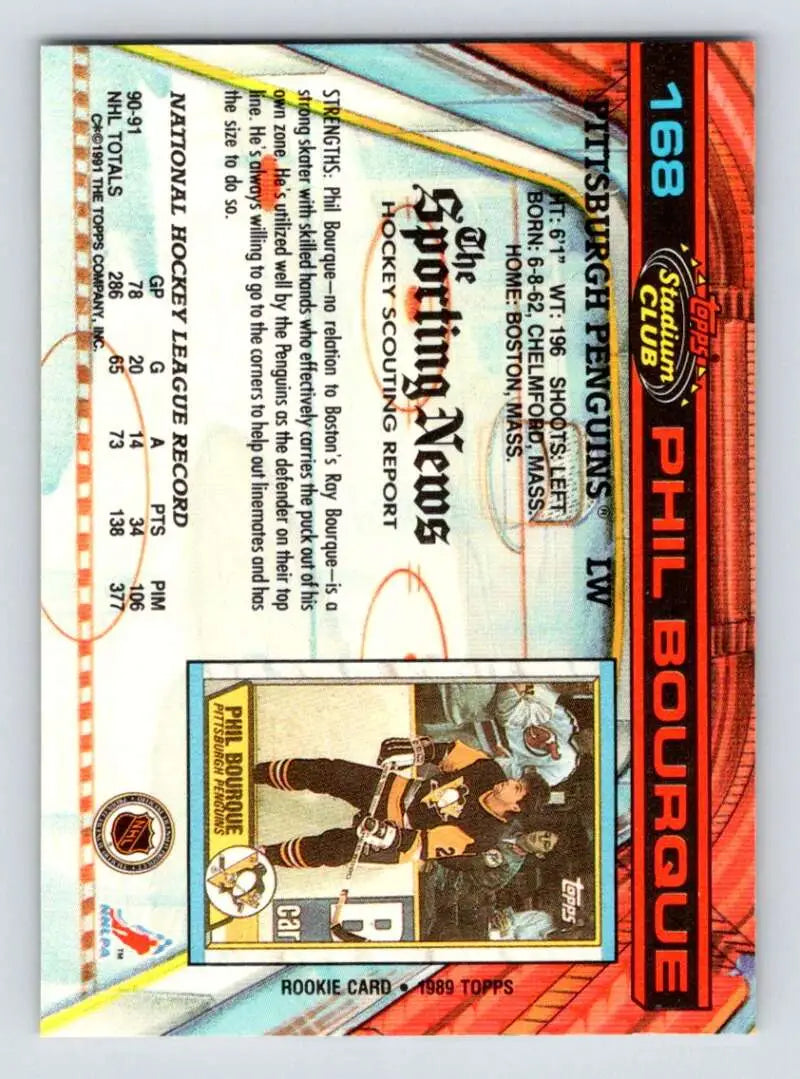 168
topps
Stadium
CLUB
PHIL BOURQUE
PITTSBURGH PENGUINS® LW
HT: 6'1" WT: 196 SHOOTS: LEFT
BORN: 6-8-62, CHELMFORD, MASS.
HOME: BOSTON, MASS.
The
Sporting News
HOCKEY SCOUTING REPORT
STRENGTHS: Phil Bourque—no relation to Boston's Ray Bourque—is a
strong skater with skilled hands who effectively carries the puck out of his
own zone. He's utilized well by the Penguins as the defender on their top
line. He's always willing to go to the corners to help out linemates and has
the size to do so.
NATIONAL HOCKEY LEAGUE RECORD
GP G A PTS PIM
90-91 78 20 14 34 106
NHL TOTALS 286 65 73 138 377
C✻©1991 THE TOPPS COMPANY, INC.
topps
B
car
2
PHIL BOURQUE
PITTSBURGH PENGUINS
ROOKIE CARD • 1989 TOPPS
NHL
NHLPA
TM